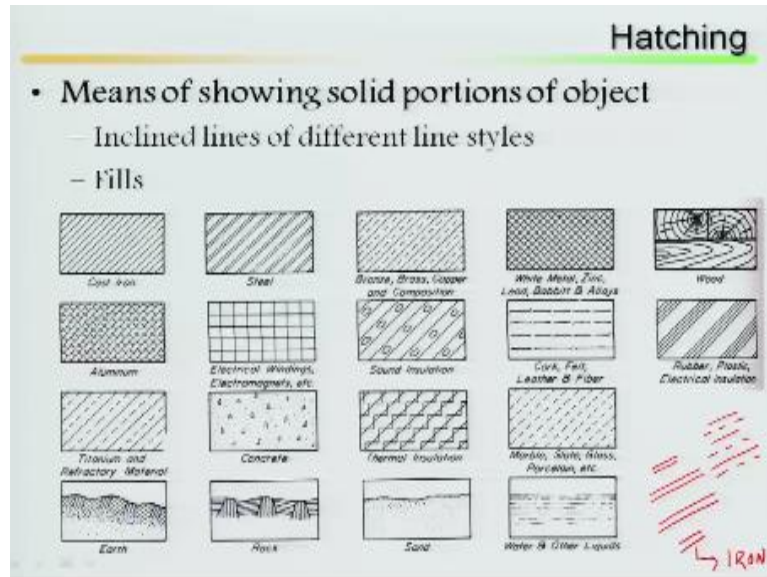 Hatching
• Means of showing solid portions of object
– Inclined lines of different line styles
– Fills
Cast Iron
Steel
Bronze, Brass, Copper
and Composition
White Metal, Zinc,
Lead, Babbitt & Alloys
Wood
Aluminum
Electrical Windings,
Electromagnets, etc.
Sound Insulation
Cork, Felt,
Leather & Fiber
Rubber, Plastic,
Electrical Insulation
Titanium and
Refractory Material
Concrete
Thermal Insulation
Marble, Slate, Glass,
Porcelain, etc.
Earth
Rock
Sand
Water & Other Liquids
IRON